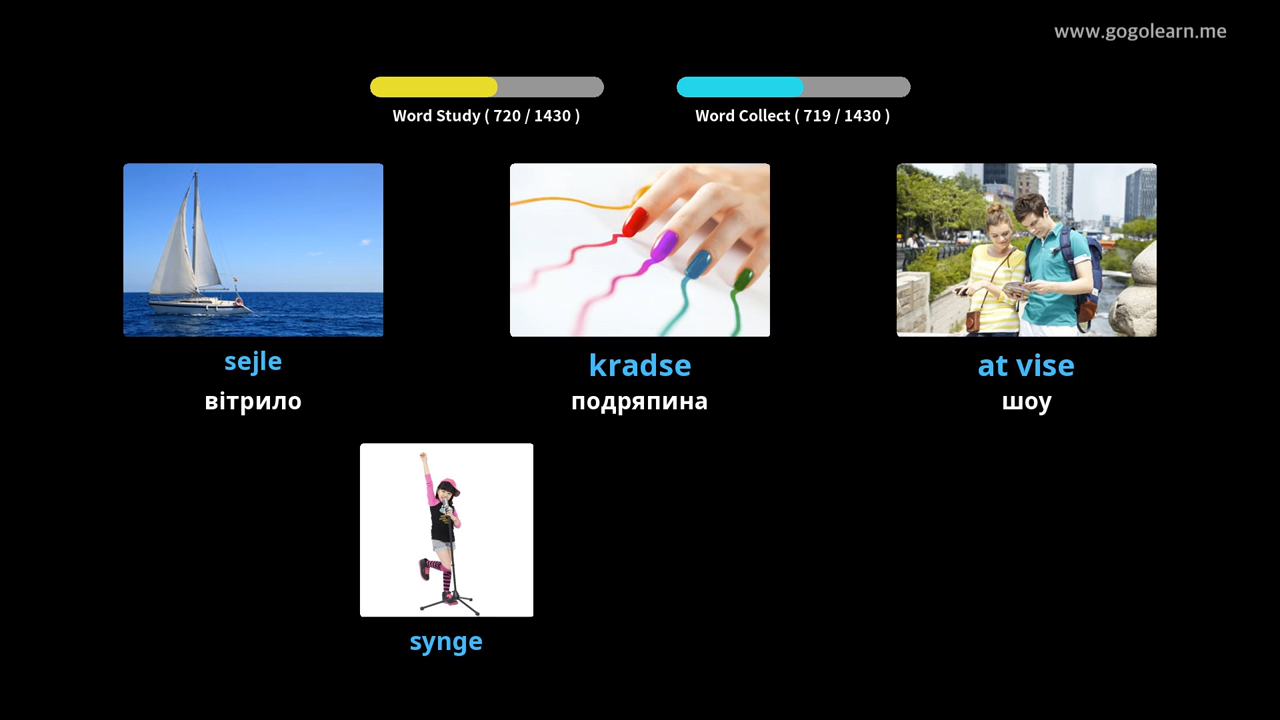 www.gogolearn.me
Word Study ( 720 / 1430 )
Word Collect ( 719 / 1430 )
sejle
вітрило
kradse
подряпина
at vise
шоу
synge